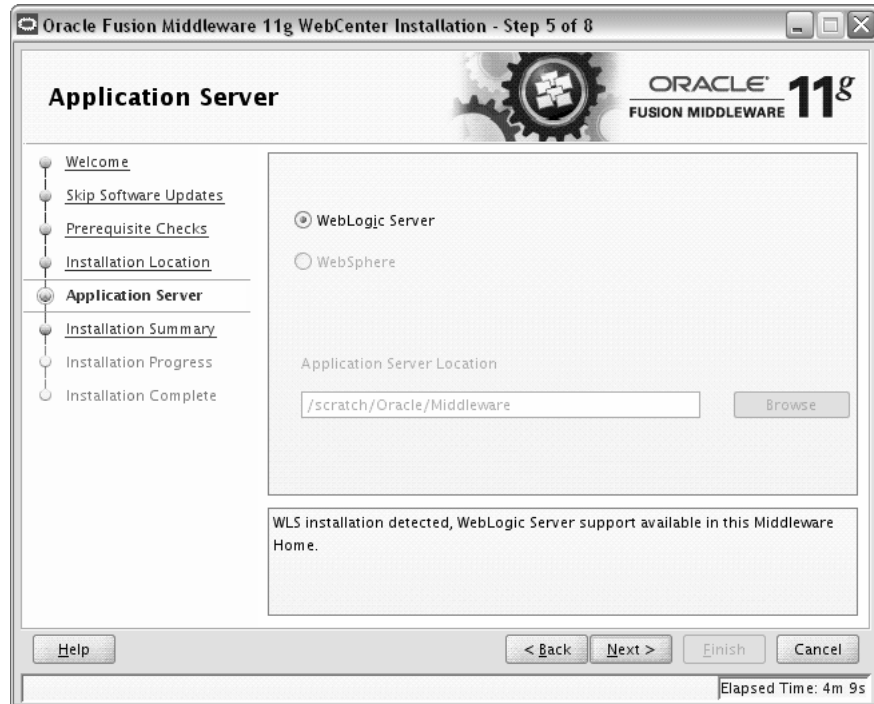 Oracle Fusion Middleware 11g WebCenter Installation - Step 5 of 8
Application Server
ORACLE
FUSION MIDDLEWARE
11g
Welcome
Skip Software Updates
Prerequisite Checks
Installation Location
Application Server
Installation Summary
Installation Progress
Installation Complete
WebLogic Server
WebSphere
Application Server Location
/scratch/Oracle/Middleware
Browse
WLS installation detected, WebLogic Server support available in this Middleware
Home.
Help
< Back
Next >
Finish
Cancel
Elapsed Time: 4m 9s